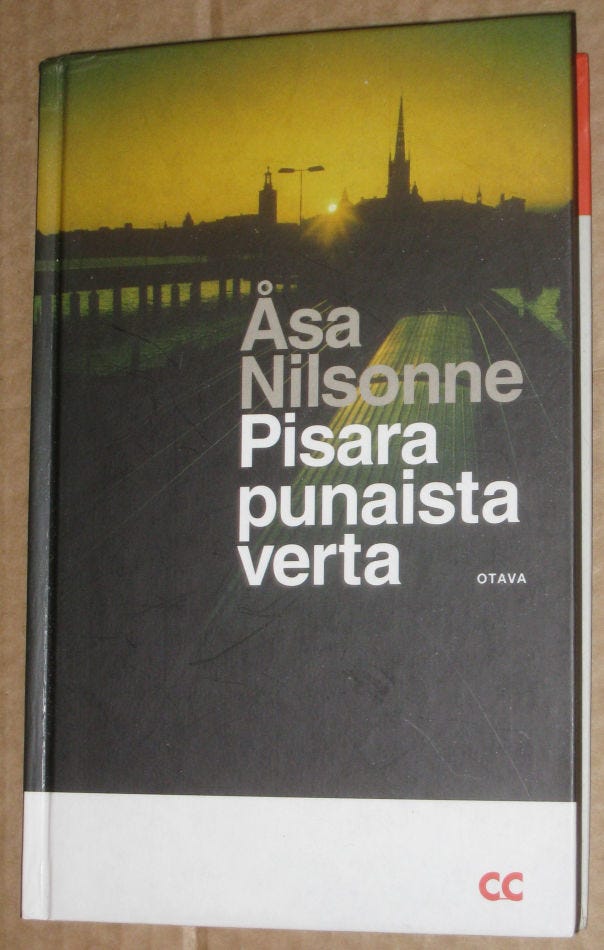 Åsa
Nilsonne
Pisara
punaista
verta
OTAVA
CC